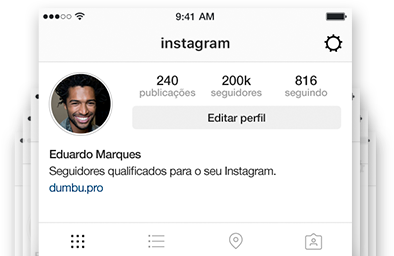 9:41 AM
instagram
240 200k 816
publicações seguidores seguindo
Editar perfil
Eduardo Marques
Seguidores qualificados para o seu Instagram.
dumbu.pro